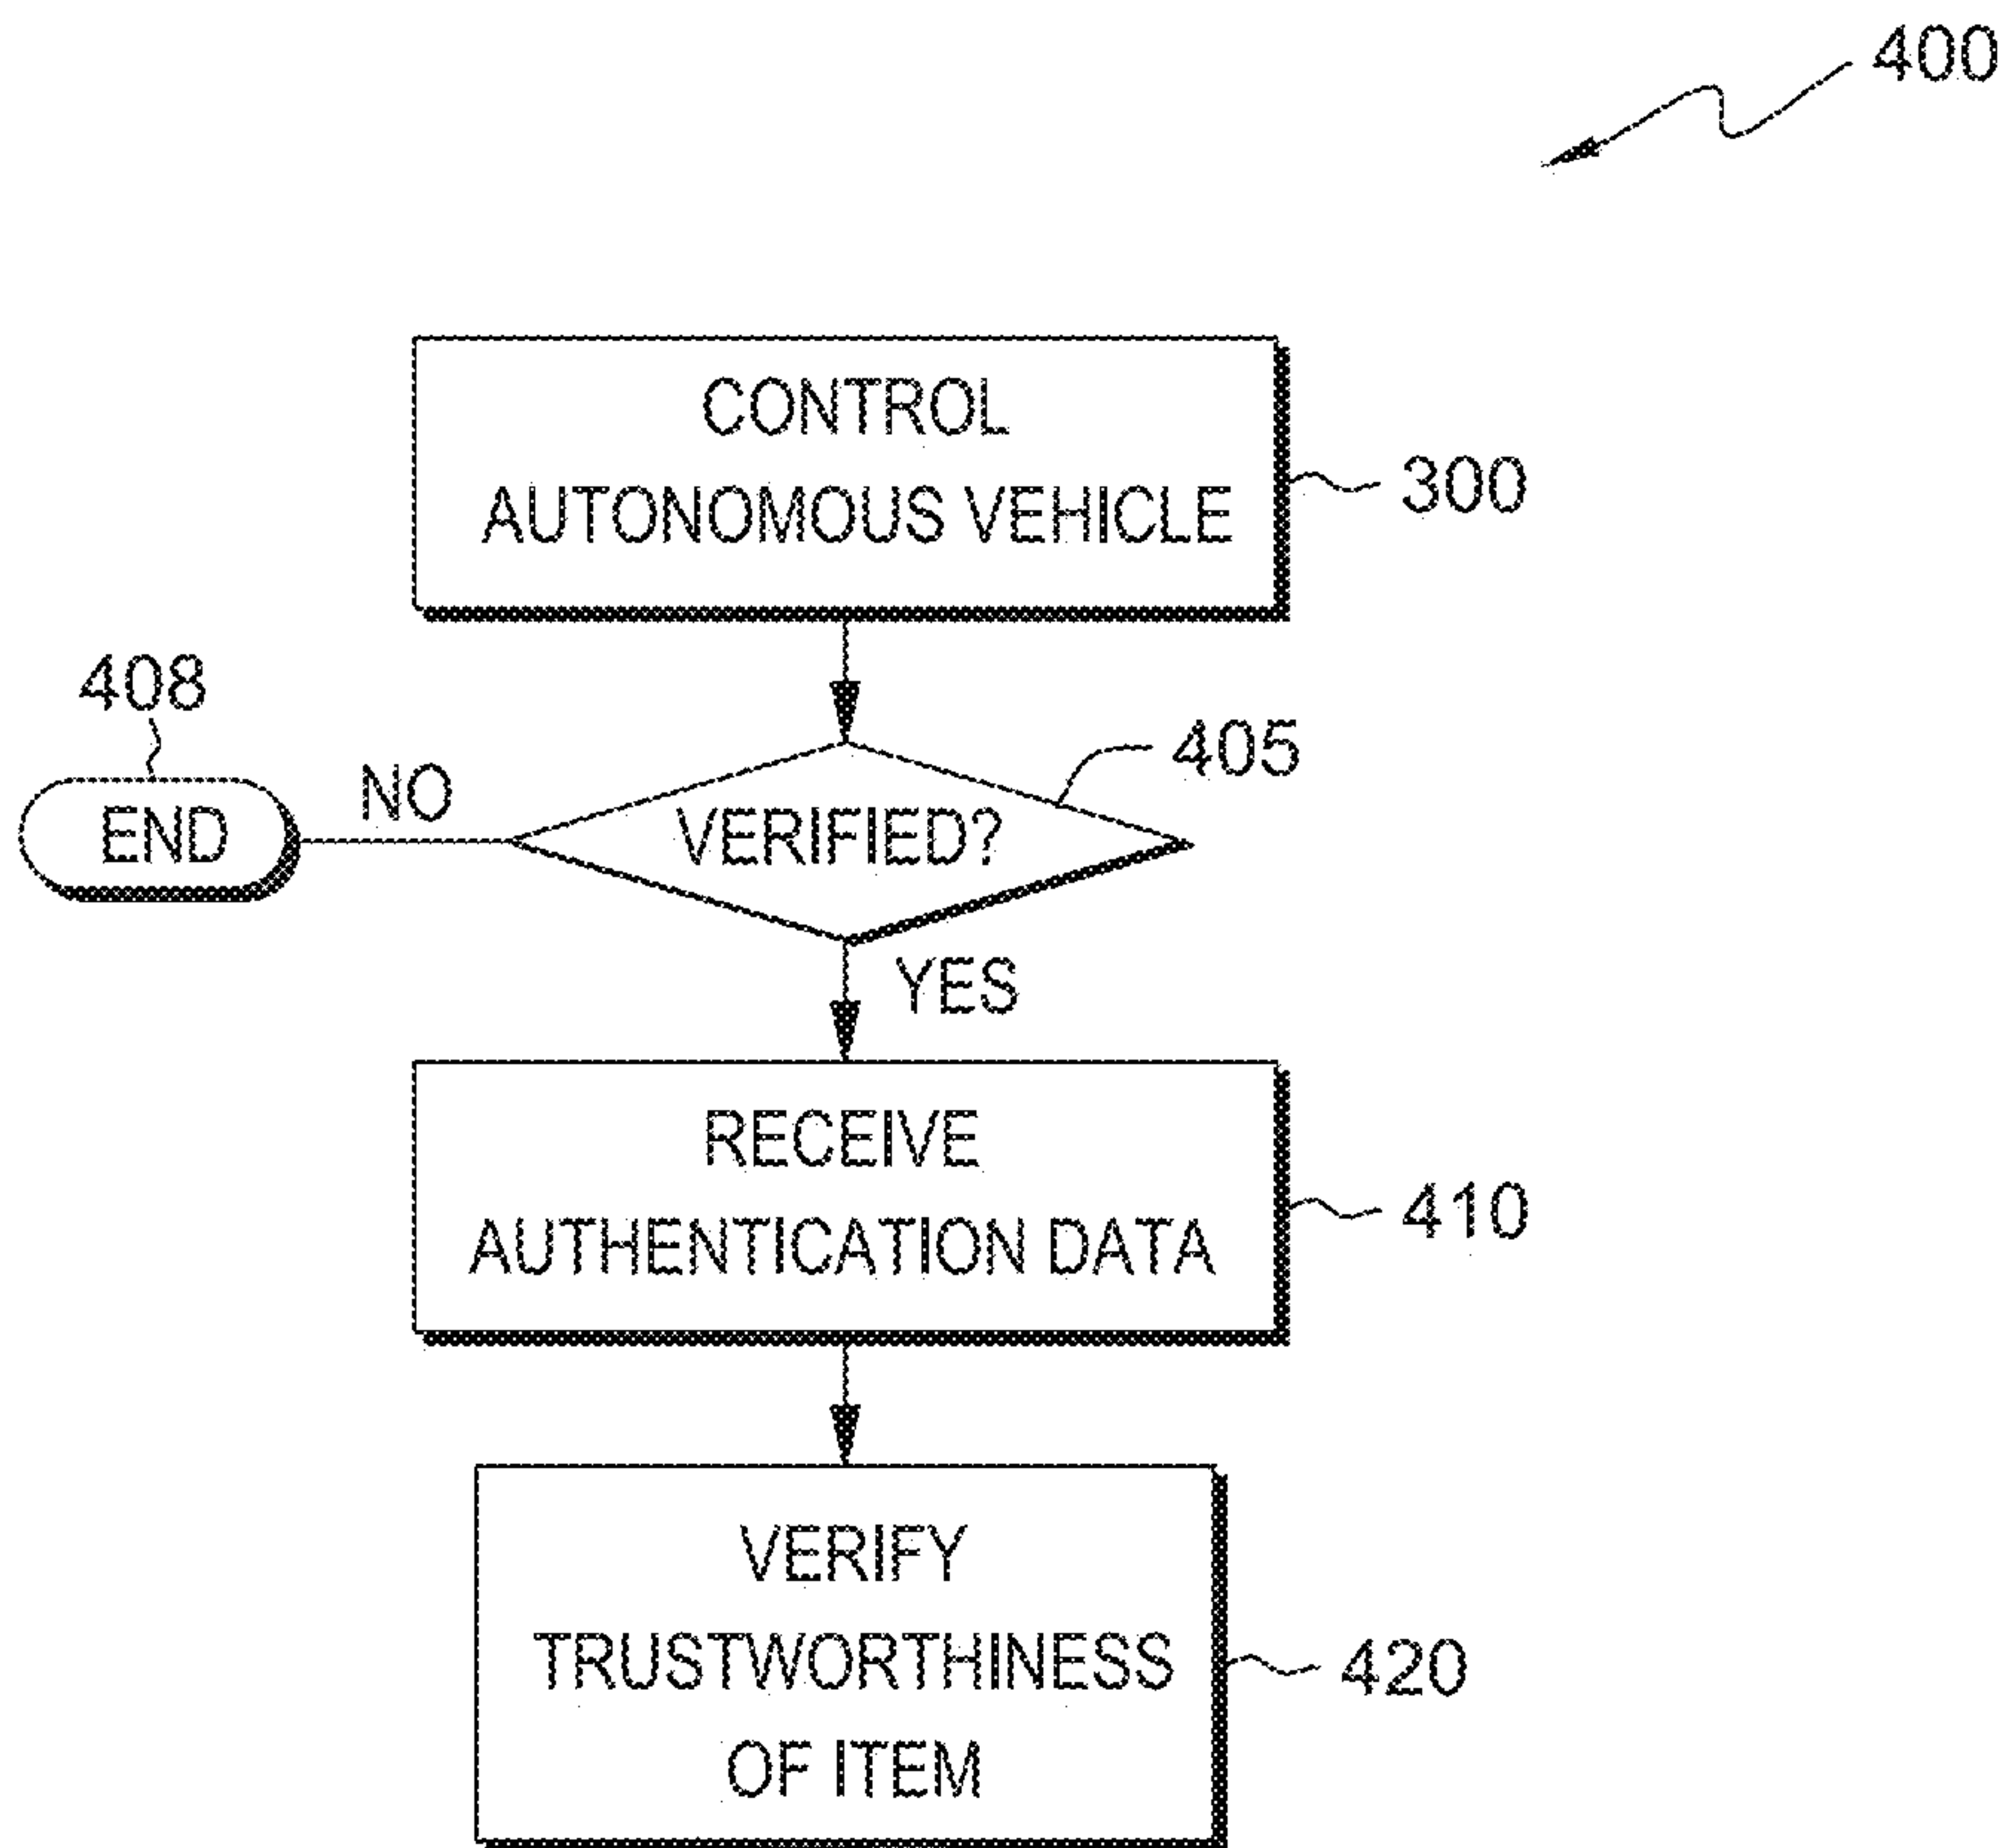 400
CONTROL
AUTONOMOUS VEHICLE
300
408
405
END
NO
VERIFIED?
YES
RECEIVE
AUTHENTICATION DATA
410
VERIFY
TRUSTWORTHINESS
OF ITEM
420